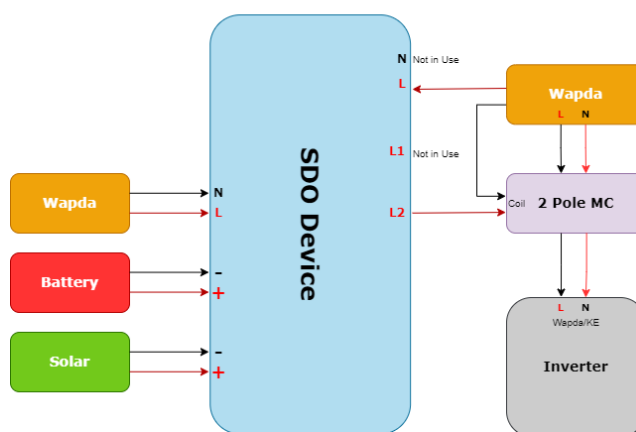 SDO Device
Wapda
N
L
Battery
-
+
Solar
-
+
N Not in Use
L
L1 Not in Use
L2
Wapda
L N
Coil
2 Pole MC
L N
Wapda/KE
Inverter